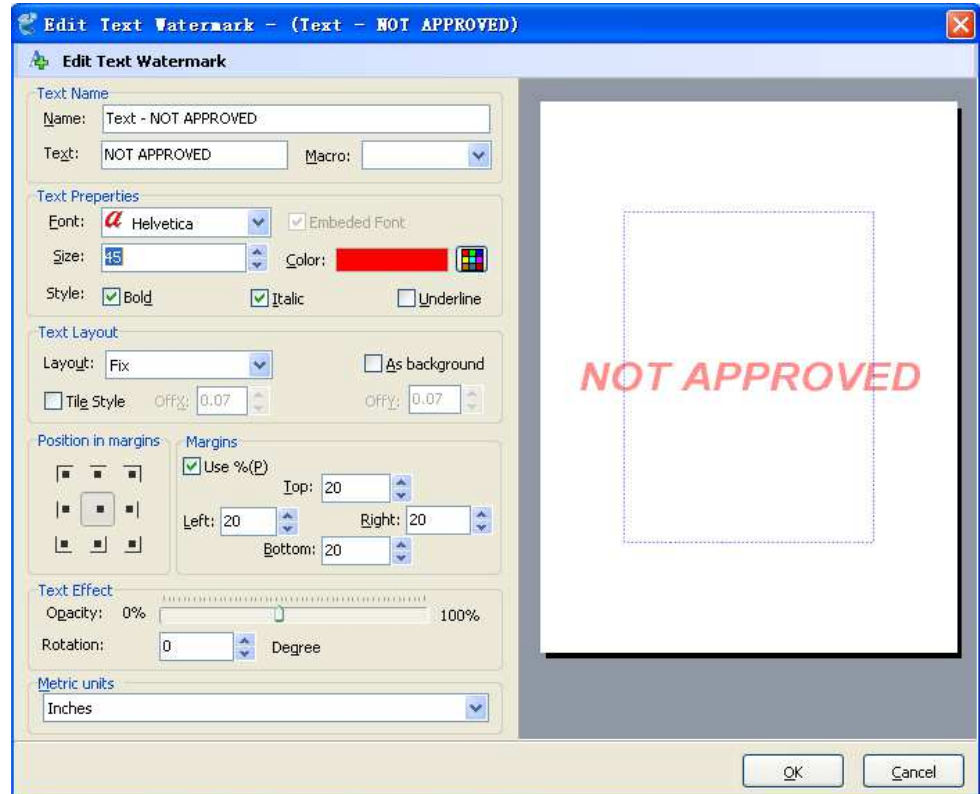 Edit Text Watermark - (Text - NOT APPROVED)
Edit Text Watermark
Text Name
Name: Text - NOT APPROVED
Text: NOT APPROVED Macro:
Text Preperties
Font: a Helvetica Embeded Font
Size: 45 Color:
Style: Bold Italic Underline
Text Layout
Layout: Fix As background
Tile Style OffX: 0.07 OffY: 0.07
Position in margins Margins
Use %(P)
Top: 20
Left: 20 Right: 20
Bottom: 20
Text Effect
Opacity: 0% 100%
Rotation: 0 Degree
Metric units
Inches
NOT APPROVED
OK Cancel